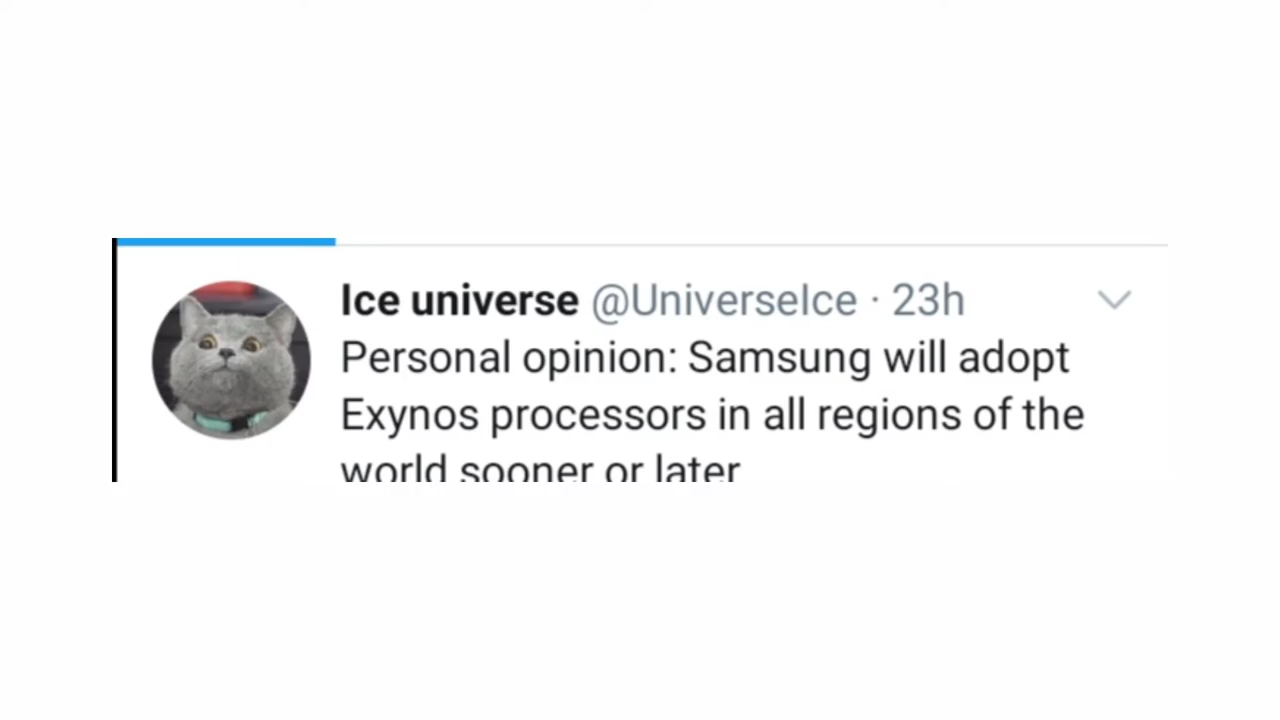 Ice universe @UniverseIce · 23h
Personal opinion: Samsung will adopt
Exynos processors in all regions of the
world sooner or later